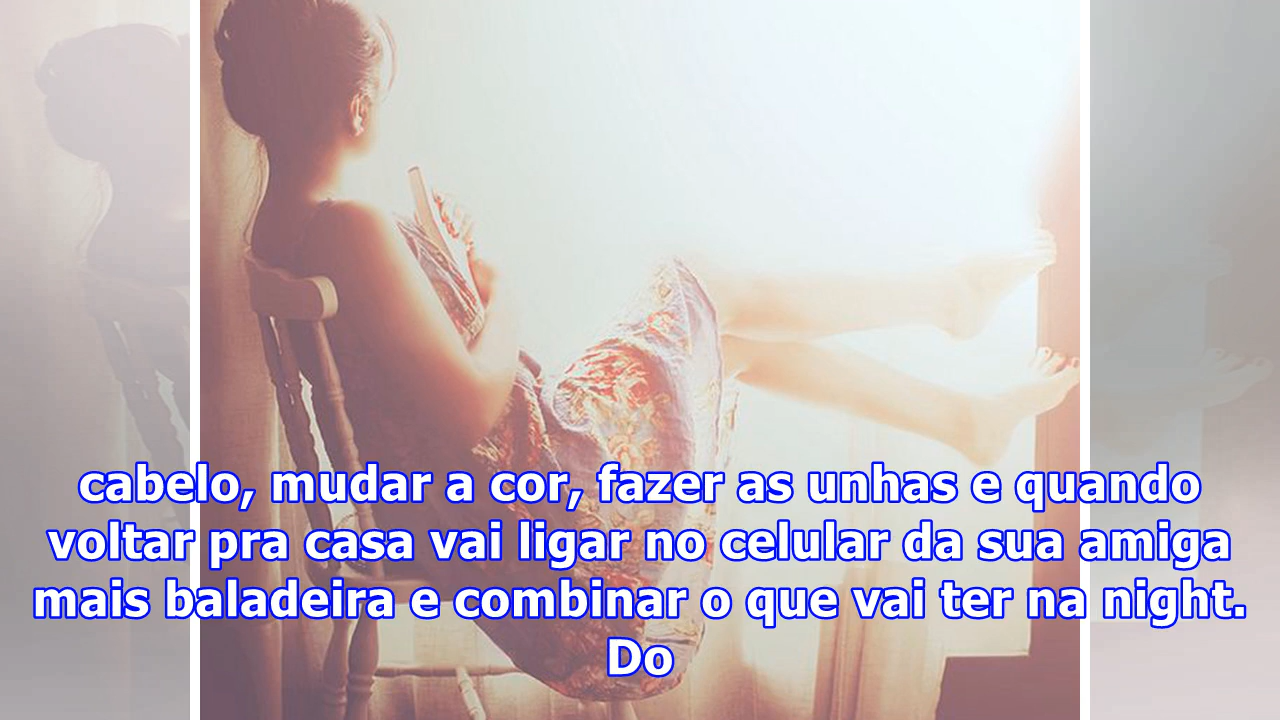 cabelo, mudar a cor, fazer as unhas e quando
voltar pra casa vai ligar no celular da sua amiga
mais baladeira e combinar o que vai ter na night.
Do